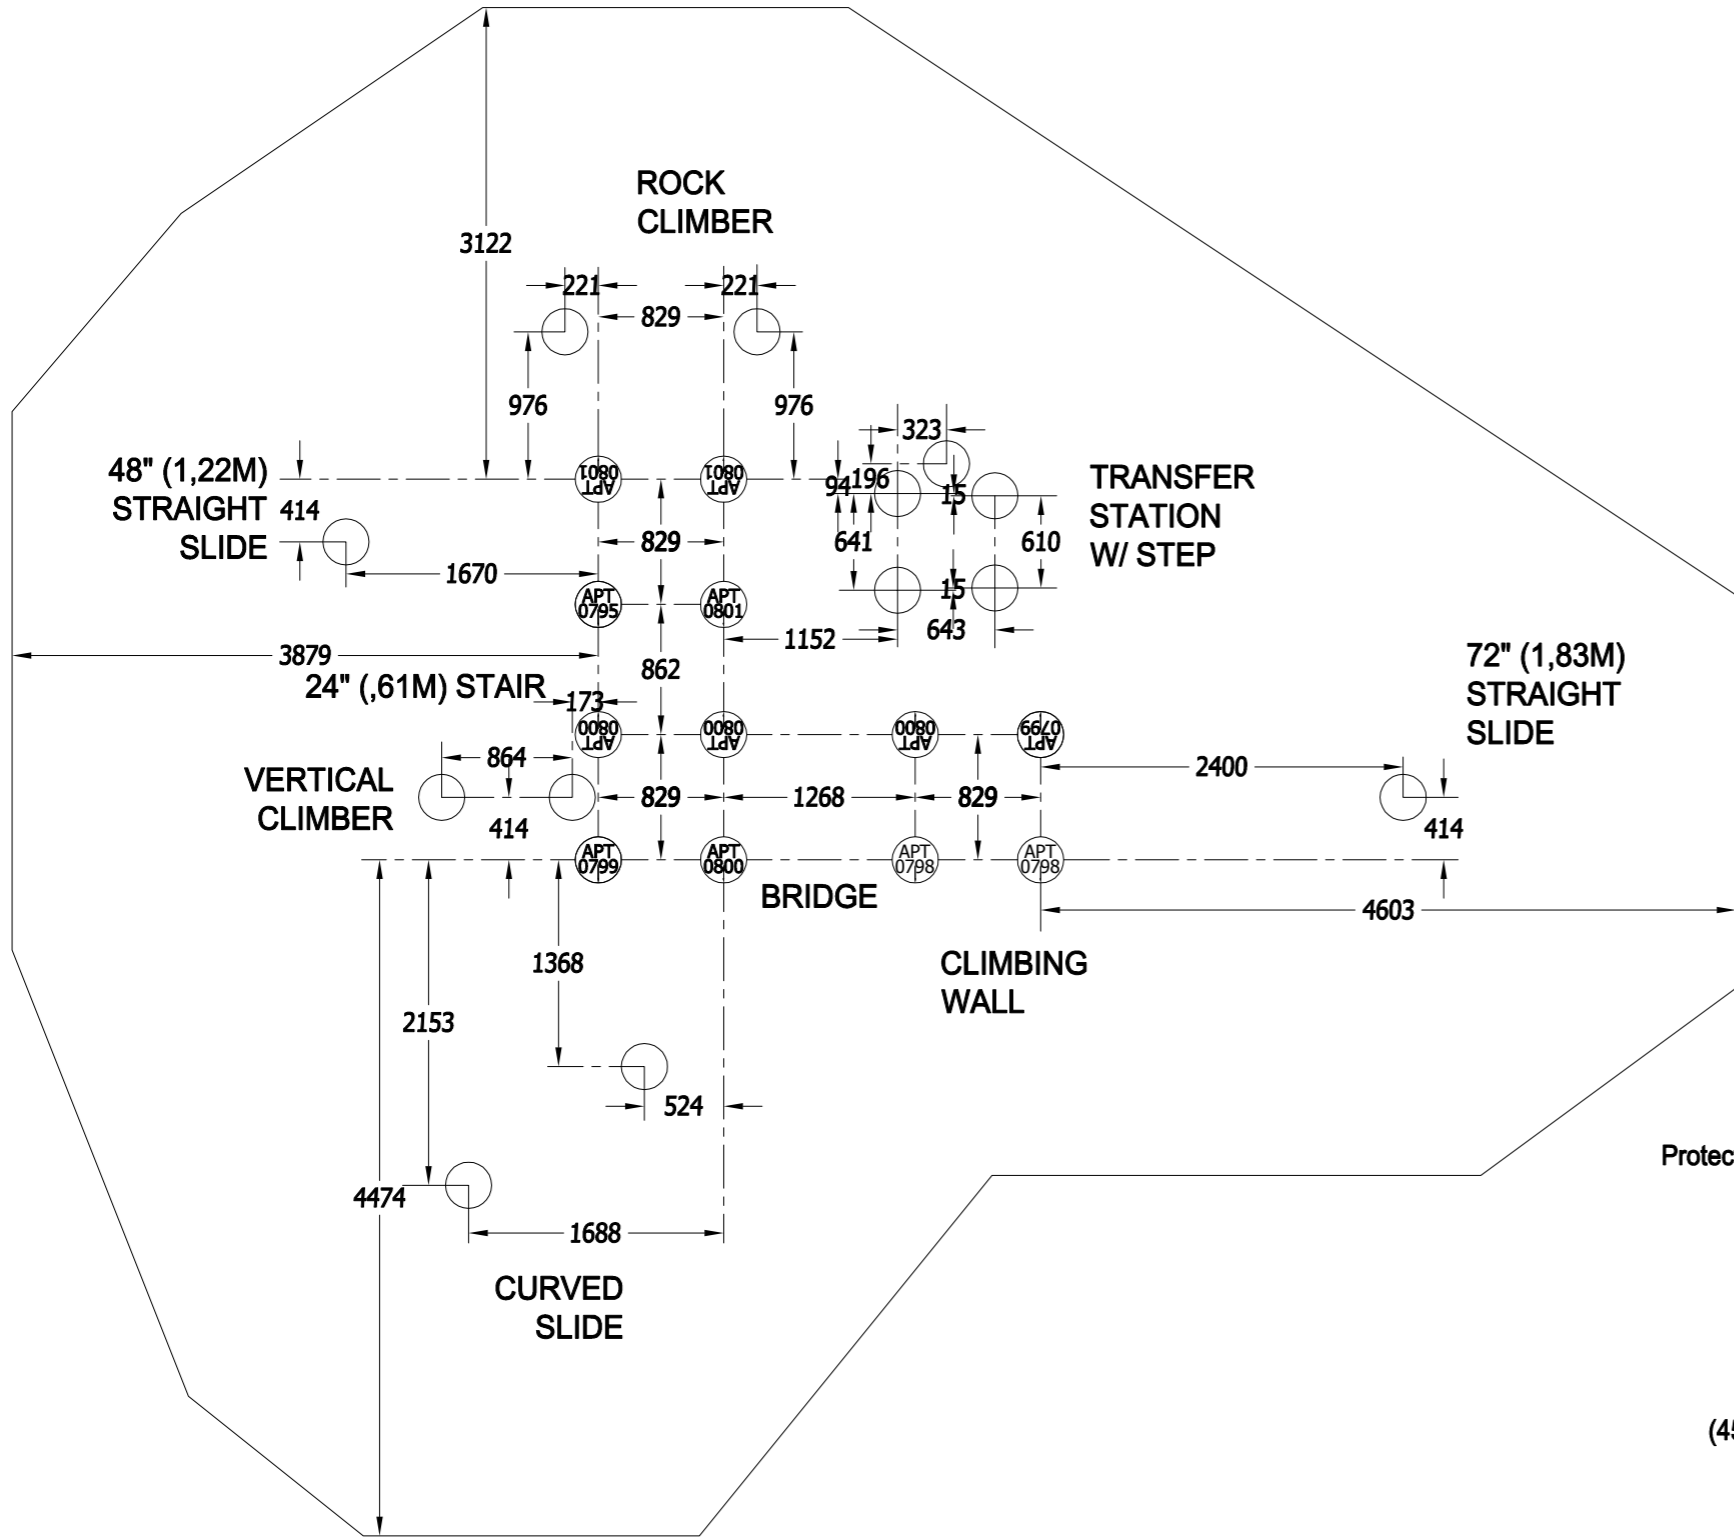 ROCK
CLIMBER
3122
221
221
829
976
976
323
48" (1,22M)
STRAIGHT
SLIDE
414
APT
0801
APT
0801
94
196
15
TRANSFER
STATION
W/ STEP
829
641
610
1670
829
APT
0795
APT
0801
15
643
1152
3879
862
24" (,61M) STAIR
173
72" (1,83M)
STRAIGHT
SLIDE
APT
0800
APT
0800
APT
0800
APT
0799
864
2400
VERTICAL
CLIMBER
829
1268
829
414
414
APT
0799
APT
0800
APT
0798
APT
0798
BRIDGE
4603
1368
CLIMBING
WALL
2153
524
Protec
4474
1688
CURVED
SLIDE
(45